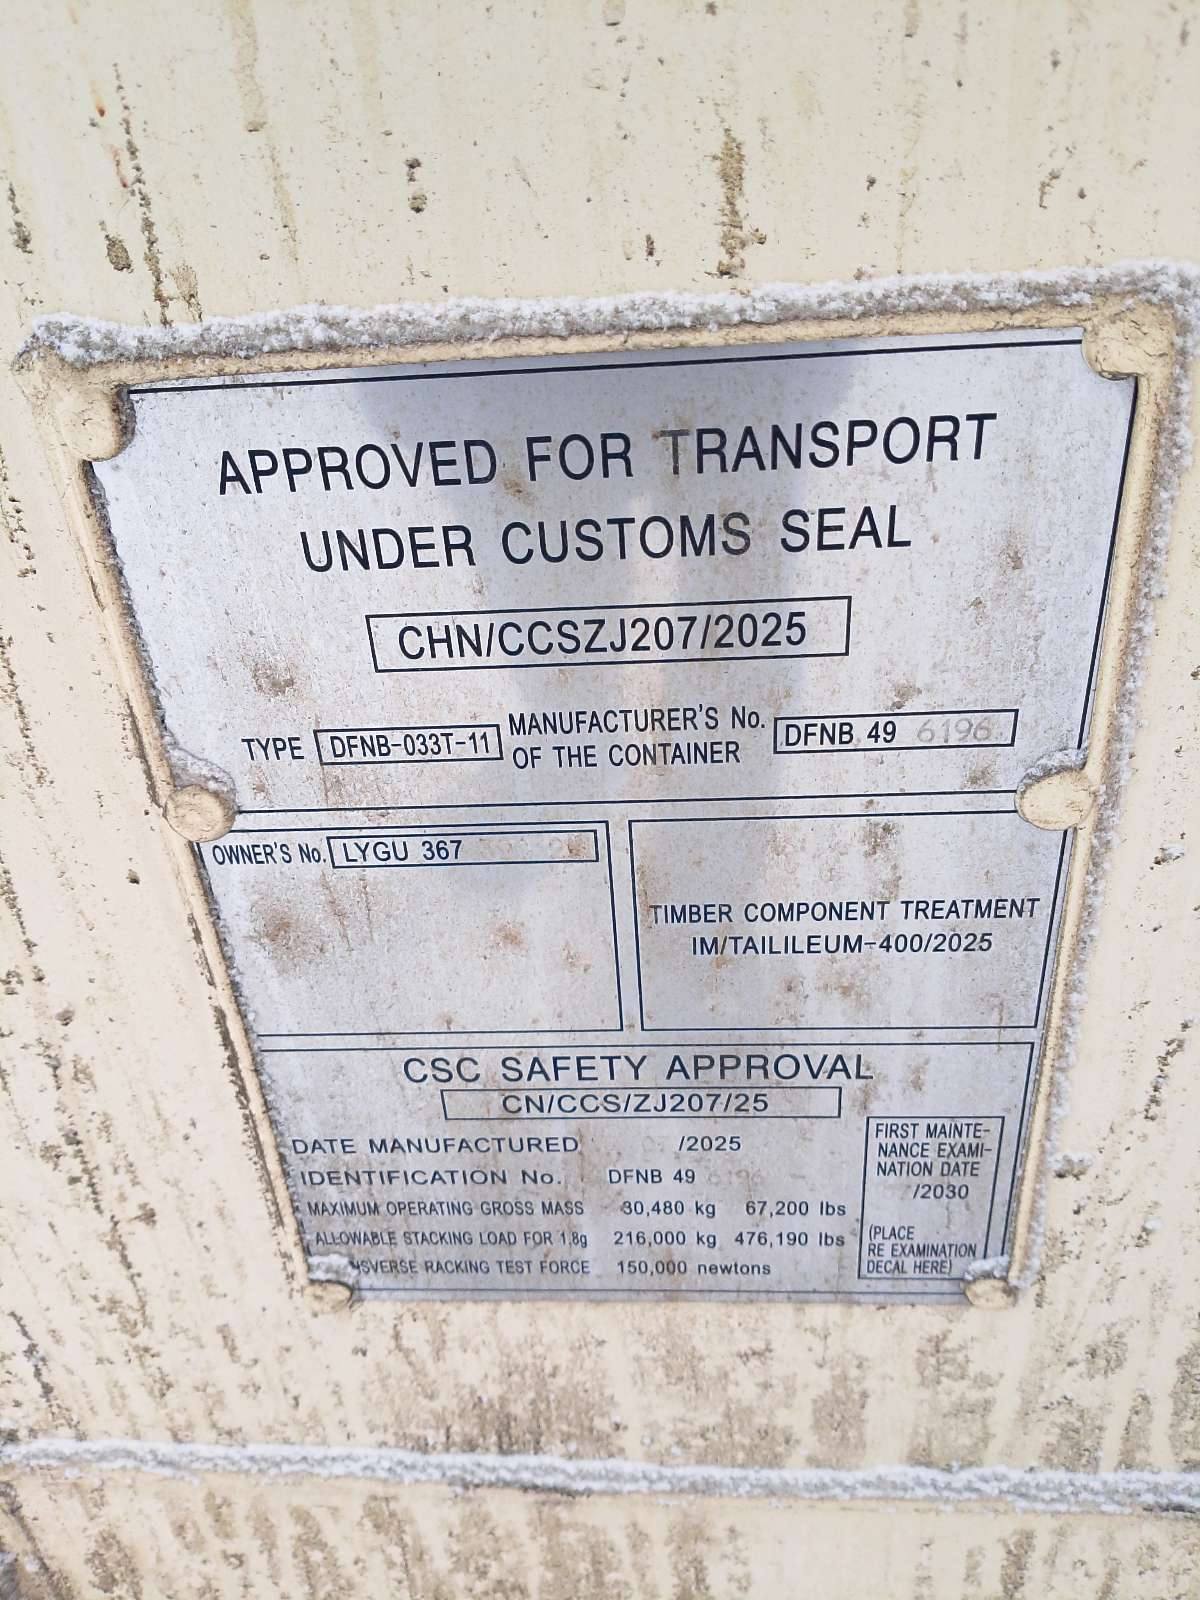 APPROVED FOR TRANSPORT
UNDER CUSTOMS SEAL
CHN/CCSZJ207/2025
TYPE DFNB-033T-11 MANUFACTURER'S No. OF THE CONTAINER DFNB 49 6196
OWNER'S No. LYGU 367
TIMBER COMPONENT TREATMENT
IM/TAILILEUM-400/2025
CSC SAFETY APPROVAL
CN/CCS/ZJ207/25
DATE MANUFACTURED /2025
IDENTIFICATION No. DFNB 49 6196
MAXIMUM OPERATING GROSS MASS 30,480 kg 67,200 lbs
ALLOWABLE STACKING LOAD FOR 1.8g 216,000 kg 476,190 lbs
RACKING TEST FORCE 150,000 newtons
FIRST MAINTE-
NANCE EXAMI-
NATION DATE
/2030
(PLACE
RE EXAMINATION
DECAL HERE)